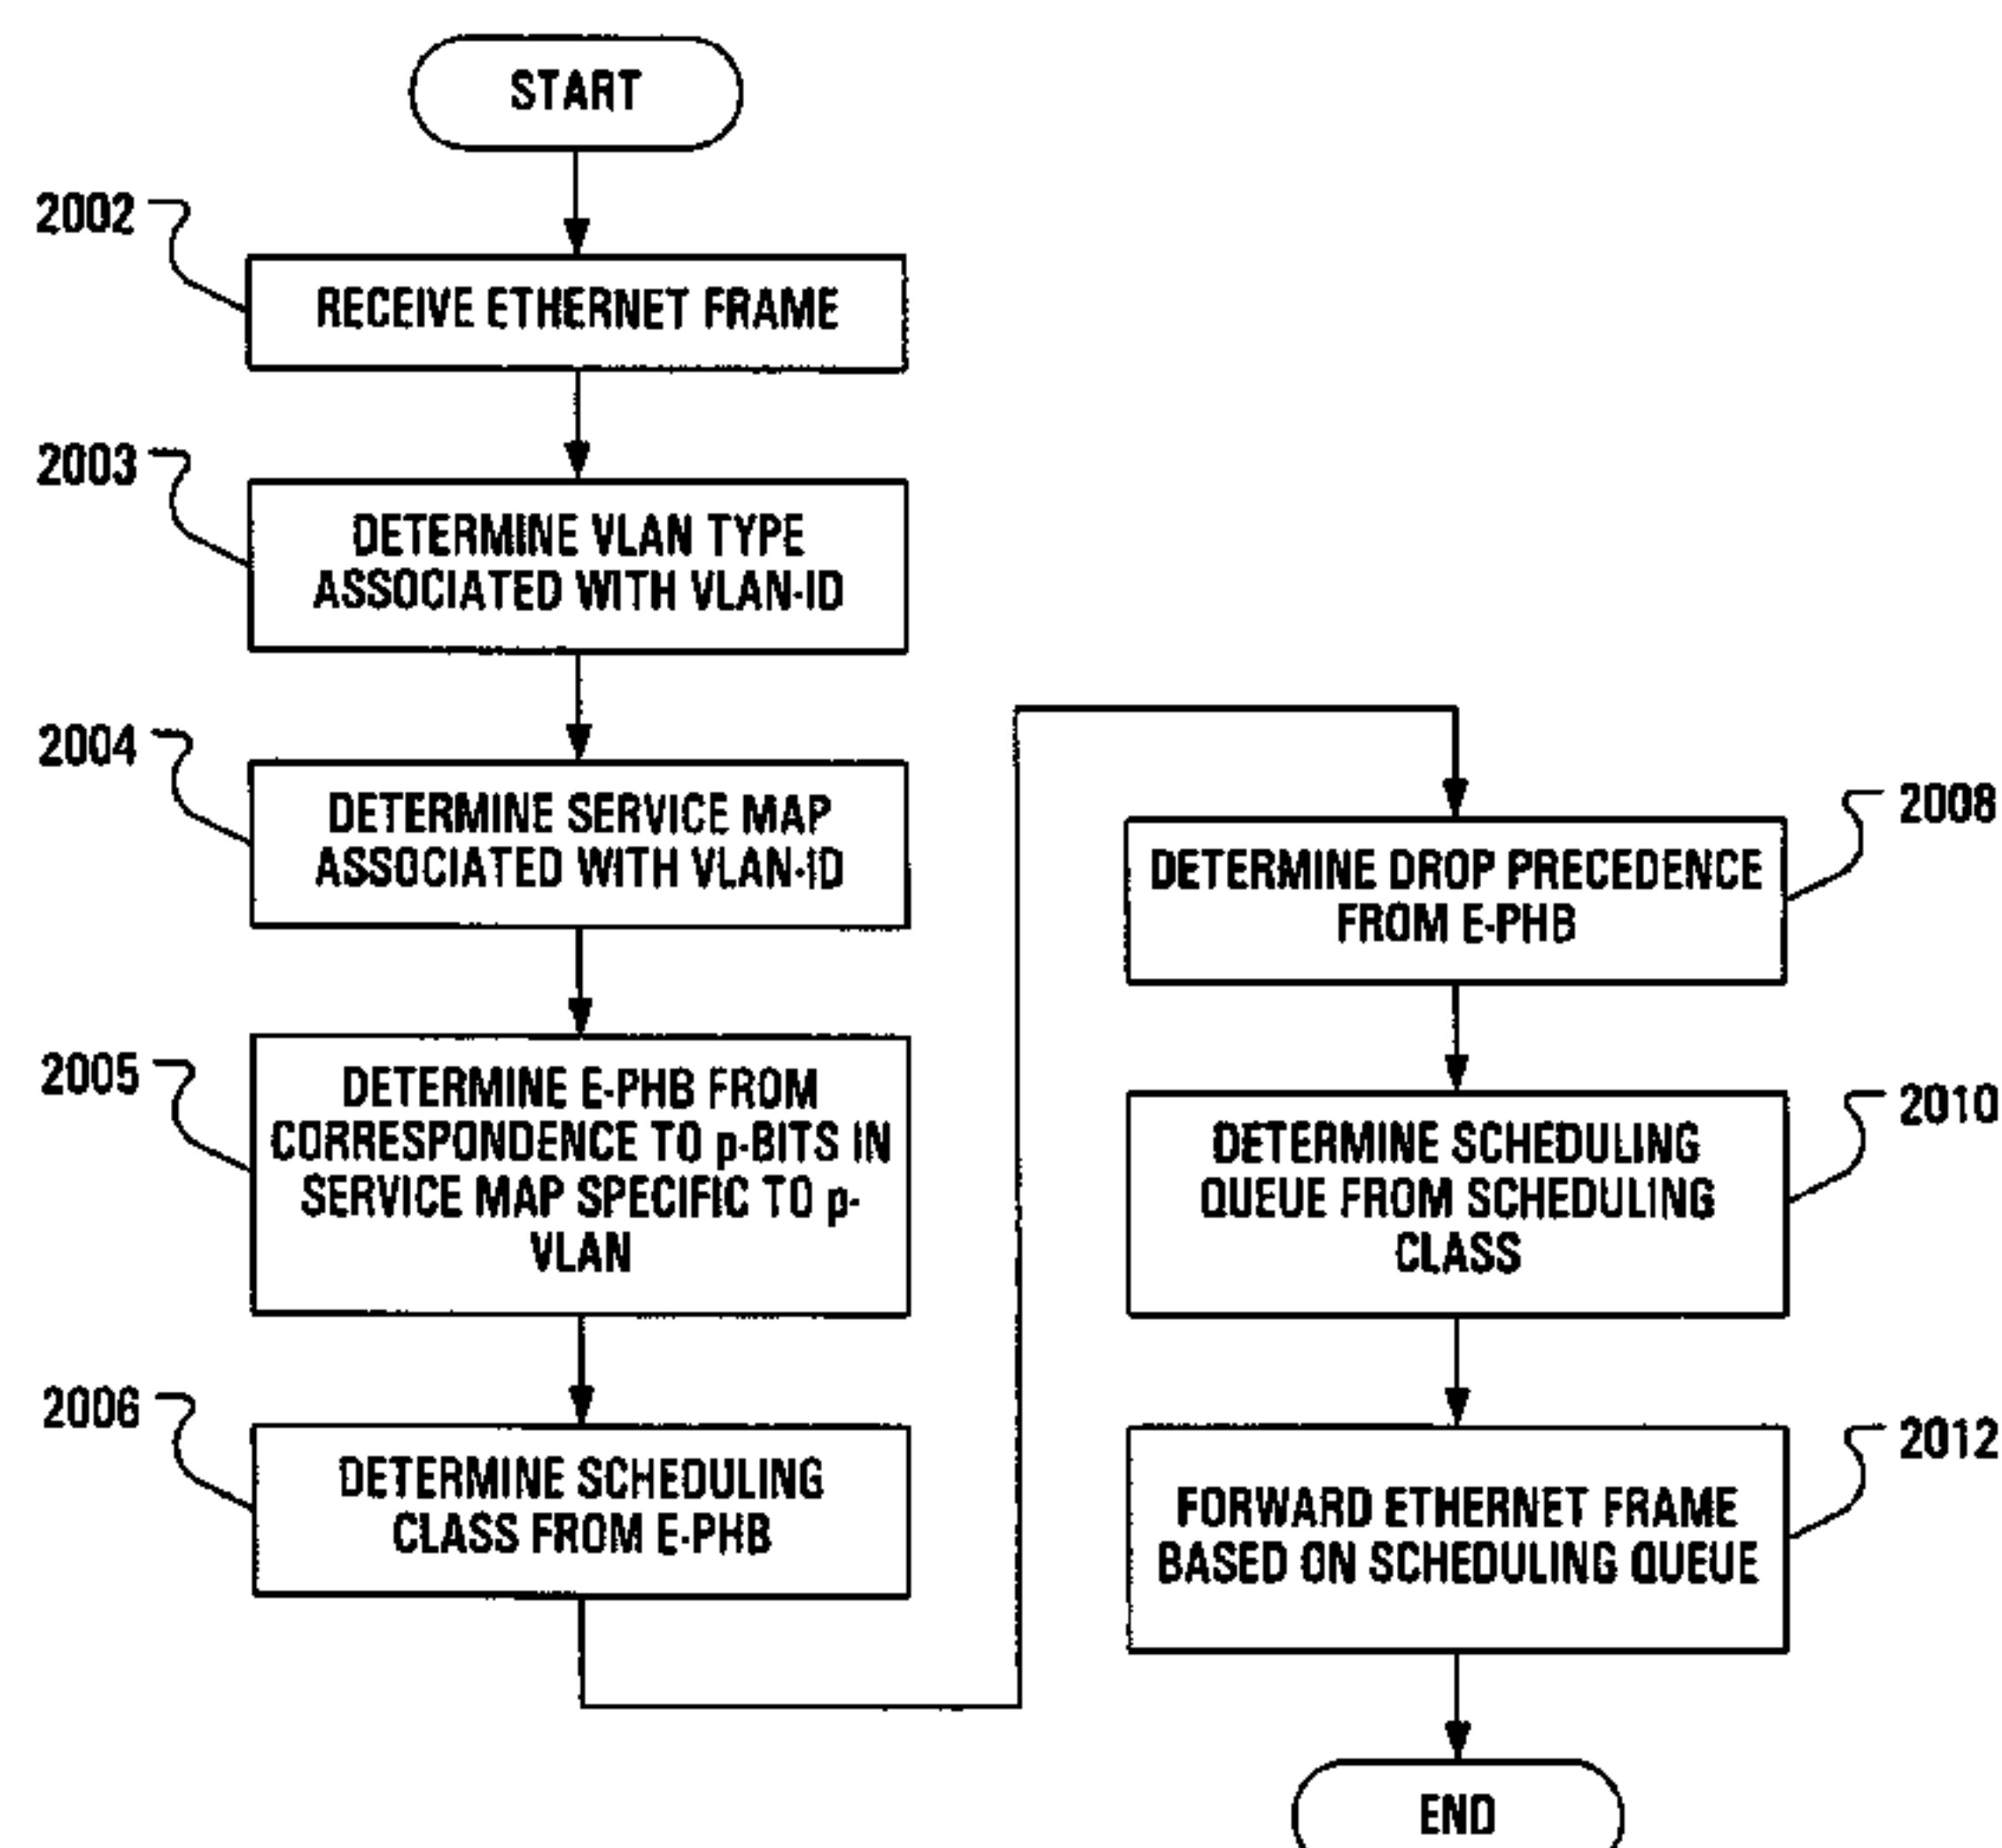 START
2002
RECEIVE ETHERNET FRAME
2003
DETERMINE VLAN TYPE
ASSOCIATED WITH VLAN-ID
2004
DETERMINE SERVICE MAP
ASSOCIATED WITH VLAN-ID
2005
DETERMINE E-PHB FROM
CORRESPONDENCE TO p-BITS IN
SERVICE MAP SPECIFIC TO p-
VLAN
2006
DETERMINE SCHEDULING
CLASS FROM E-PHB
2008
DETERMINE DROP PRECEDENCE
FROM E-PHB
2010
DETERMINE SCHEDULING
QUEUE FROM SCHEDULING
CLASS
2012
FORWARD ETHERNET FRAME
BASED ON SCHEDULING QUEUE
END